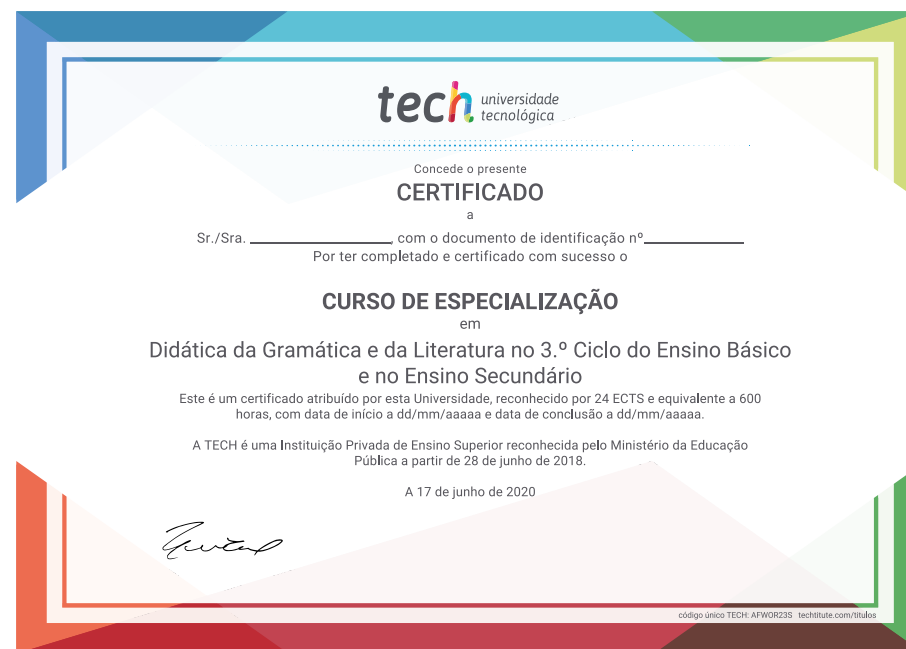 tech universidade
tecnológica
Concede o presente
CERTIFICADO
a
Sr./Sra. ____________, com o documento de identificação nº____________
Por ter completado e certificado com sucesso o
CURSO DE ESPECIALIZAÇÃO
em
Didática da Gramática e da Literatura no 3.º Ciclo do Ensino Básico
e no Ensino Secundário
Este é um certificado atribuído por esta Universidade, reconhecido por 24 ECTS e equivalente a 600
horas, com data de início a dd/mm/aaaaa e data de conclusão a dd/mm/aaaaa.
A TECH é uma Instituição Privada de Ensino Superior reconhecida pelo Ministério da Educação
Pública a partir de 28 de junho de 2018.
A 17 de junho de 2020
código único TECH: AFWOR23S techtitute.com/titulos